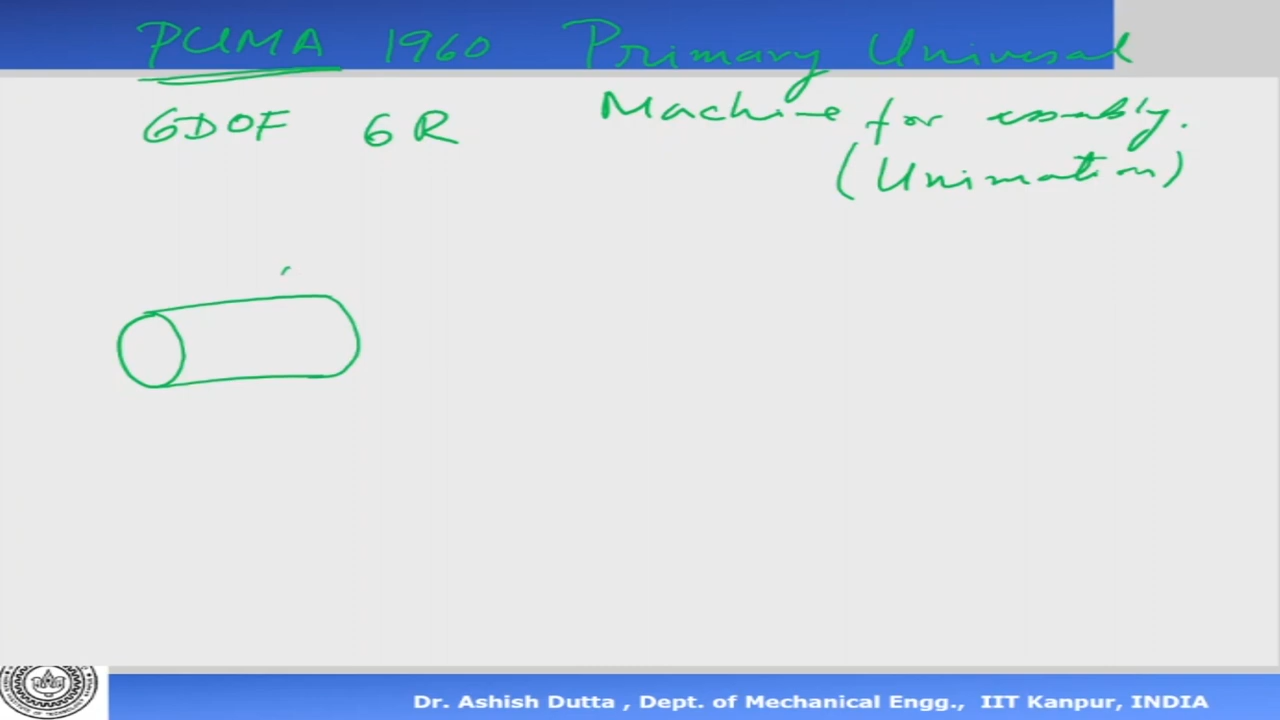 PUMA 1960 Primary Univesal
6DOF 6R Machine for assembly.
(Unimation)
Dr. Ashish Dutta , Dept. of Mechanical Engg., IIT Kanpur, INDIA